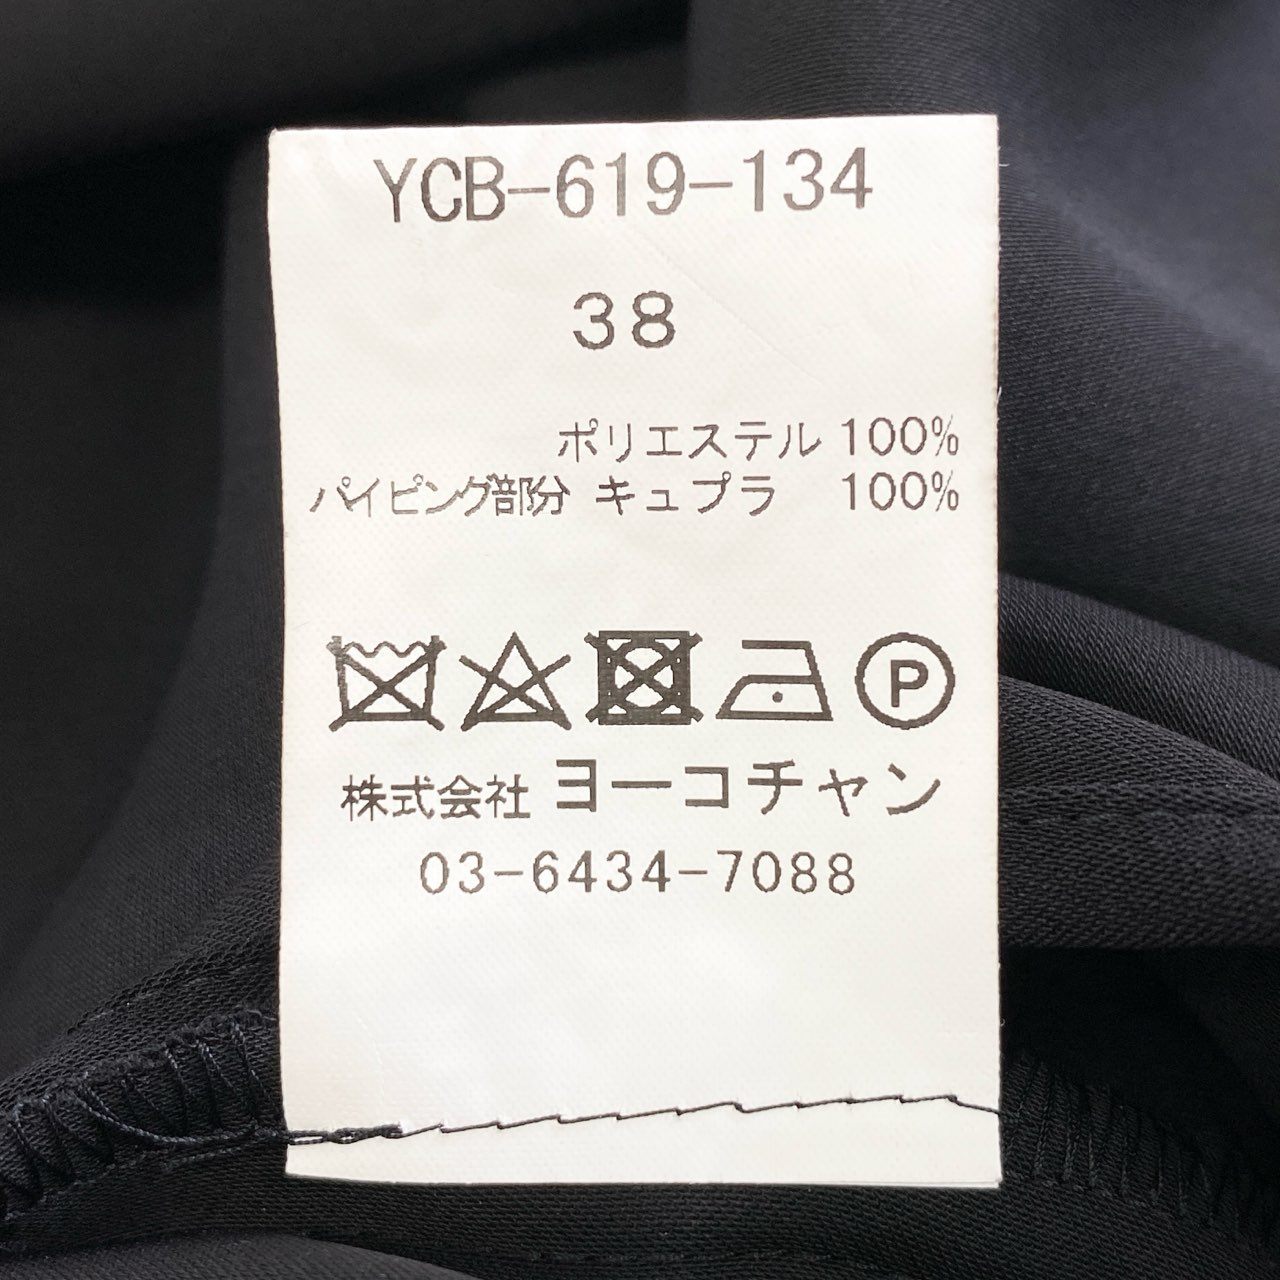 YCB-619-134
38
ポリエステル 100%
パイピング部分 キュプラ 100%
P
株式会社 ヨーコチャン
03-6434-7088